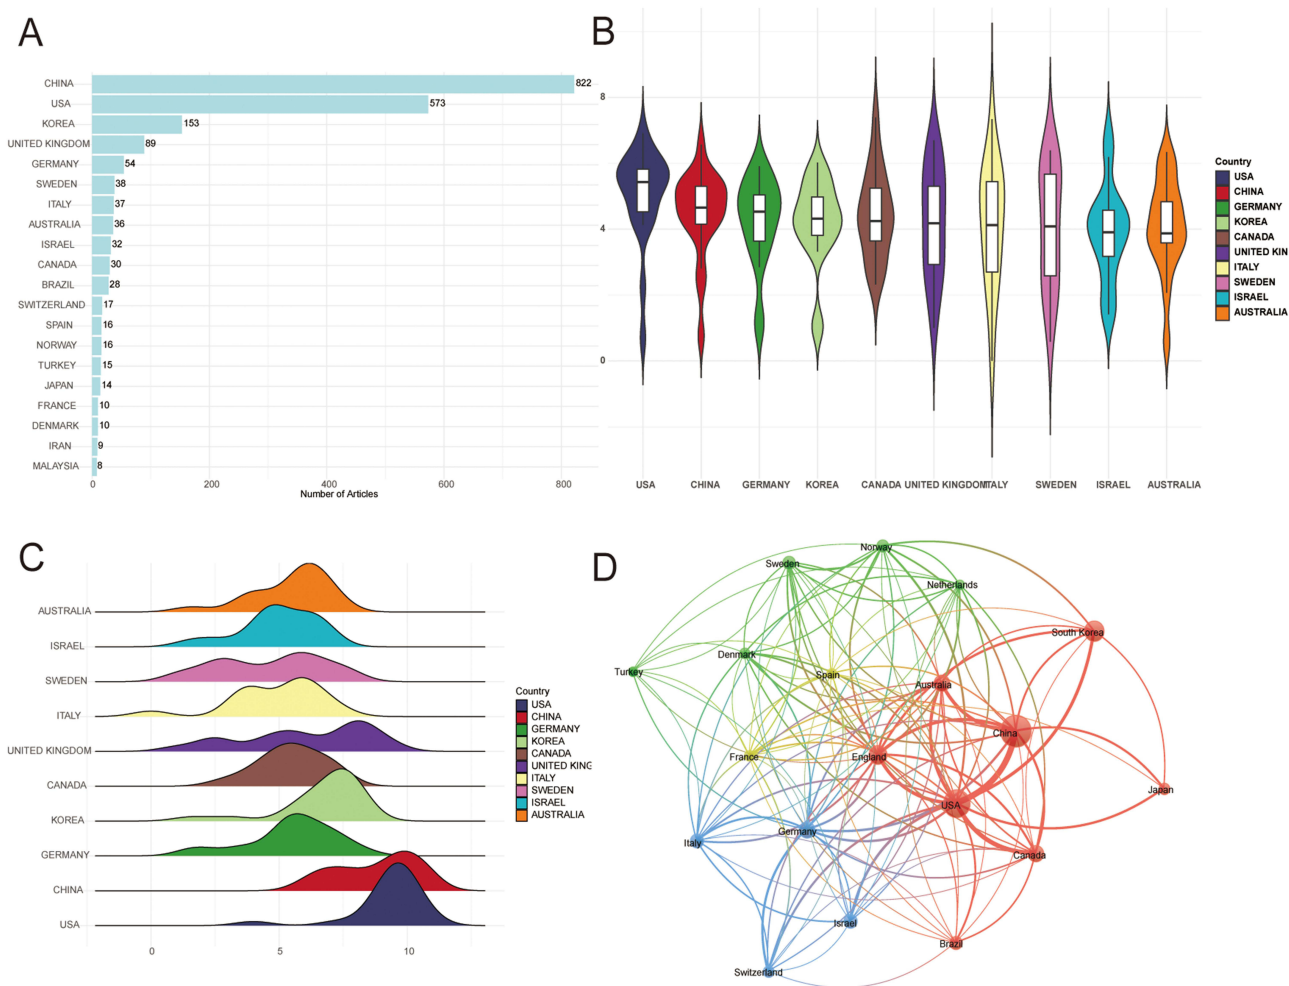 A
CHINA 822
USA 573
KOREA 153
UNITED KINGDOM 89
GERMANY 54
SWEDEN 38
ITALY 37
AUSTRALIA 36
ISRAEL 32
CANADA 30
BRAZIL 28
SWITZERLAND 17
SPAIN 16
NORWAY 16
TURKEY 15
JAPAN 14
FRANCE 10
DENMARK 10
IRAN 9
MALAYSIA 8
0 200 400 600 800
Number of Articles
B
8
4
0
USA CHINA GERMANY KOREA CANADA UNITED KINGDOM ITALY SWEDEN ISRAEL AUSTRALIA
Country
USA
CHINA
GERMANY
KOREA
CANADA
UNITED KIN
ITALY
SWEDEN
ISRAEL
AUSTRALIA
C
AUSTRALIA
ISRAEL
SWEDEN
ITALY
UNITED KINGDOM
CANADA
KOREA
GERMANY
CHINA
USA
0 5 10
Country
USA
CHINA
GERMANY
KOREA
CANADA
UNITED KING
ITALY
SWEDEN
ISRAEL
AUSTRALIA
D
Norway
Sweden
Netherlands
South Korea
Denmark
Turkey
Spain
Australia
China
France
England
Japan
USA
Germany
Italy
Canada
Israel
Brazil
Switzerland